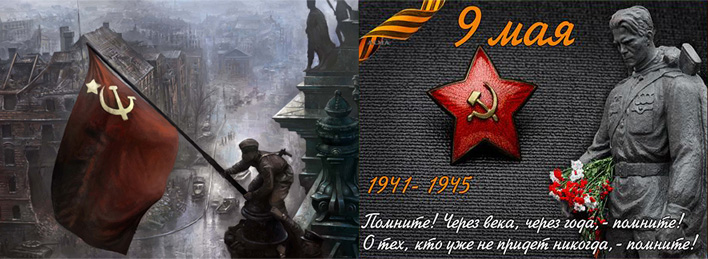 9 мая
1941- 1945
Помните! Через века, через года,- помните!
О тех, кто уже не придет никогда,- помните!